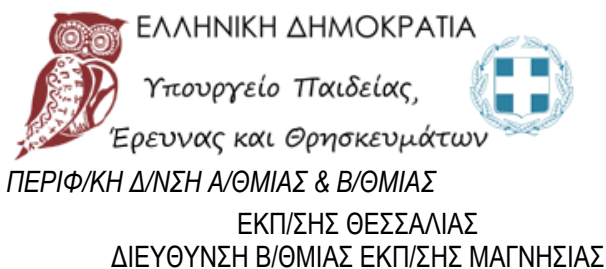 ΕΛΛΗΝΙΚΗ ΔΗΜΟΚΡΑΤΙΑ
Υπουργείο Παιδείας,
Έρευνας και Θρησκευμάτων
ΠΕΡΙΦ/ΚΗ Δ/ΝΣΗ Α/ΘΜΙΑΣ & Β/ΘΜΙΑΣ
ΕΚΠ/ΣΗΣ ΘΕΣΣΑΛΙΑΣ
ΔΙΕΥΘΥΝΣΗ Β/ΘΜΙΑΣ ΕΚΠ/ΣΗΣ ΜΑΓΝΗΣΙΑΣ